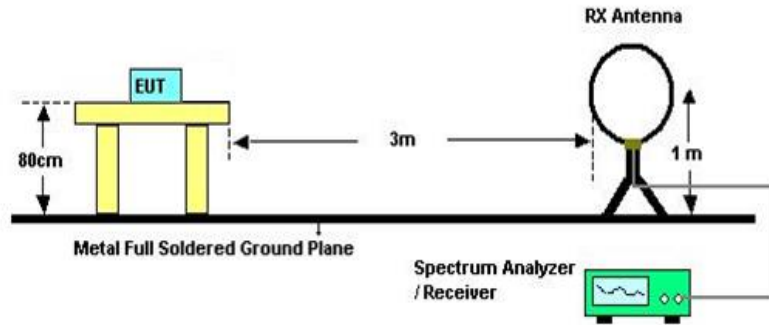 RX Antenna
EUT
3m
80cm
1 m
Metal Full Soldered Ground Plane
Spectrum Analyzer
/ Receiver